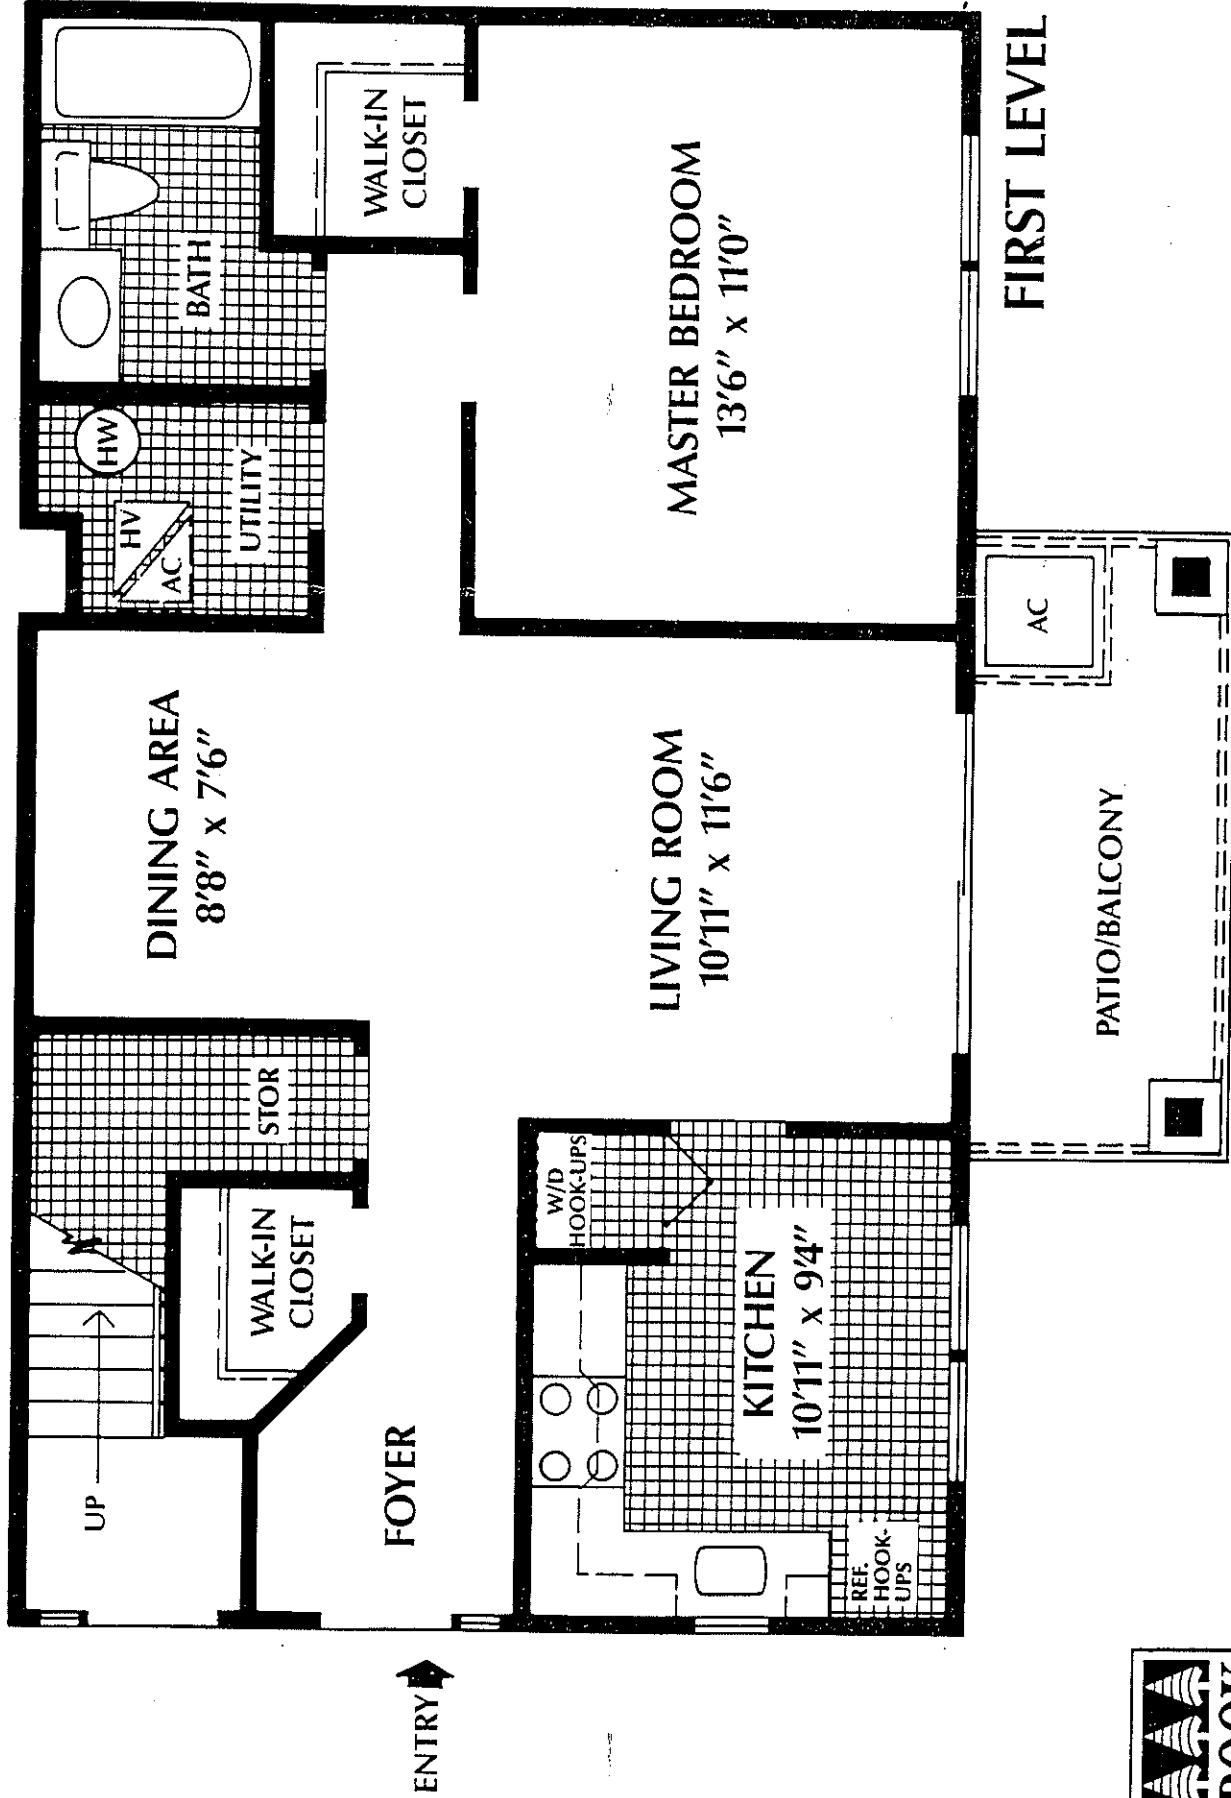 UP
STOR
DINING AREA
8'8" x 7'6"
HV
AC
HW
UTILITY
BATH
WALK-IN
CLOSET
WALK-IN
CLOSET
ENTRY
FOYER
W/D
HOOK-UPS
LIVING ROOM
10'11" x 11'6"
MASTER BEDROOM
13'6" x 11'0"
KITCHEN
10'11" x 9'4"
REF.
HOOK-
UPS
AC
PATIO/BALCONY
FIRST LEVEL